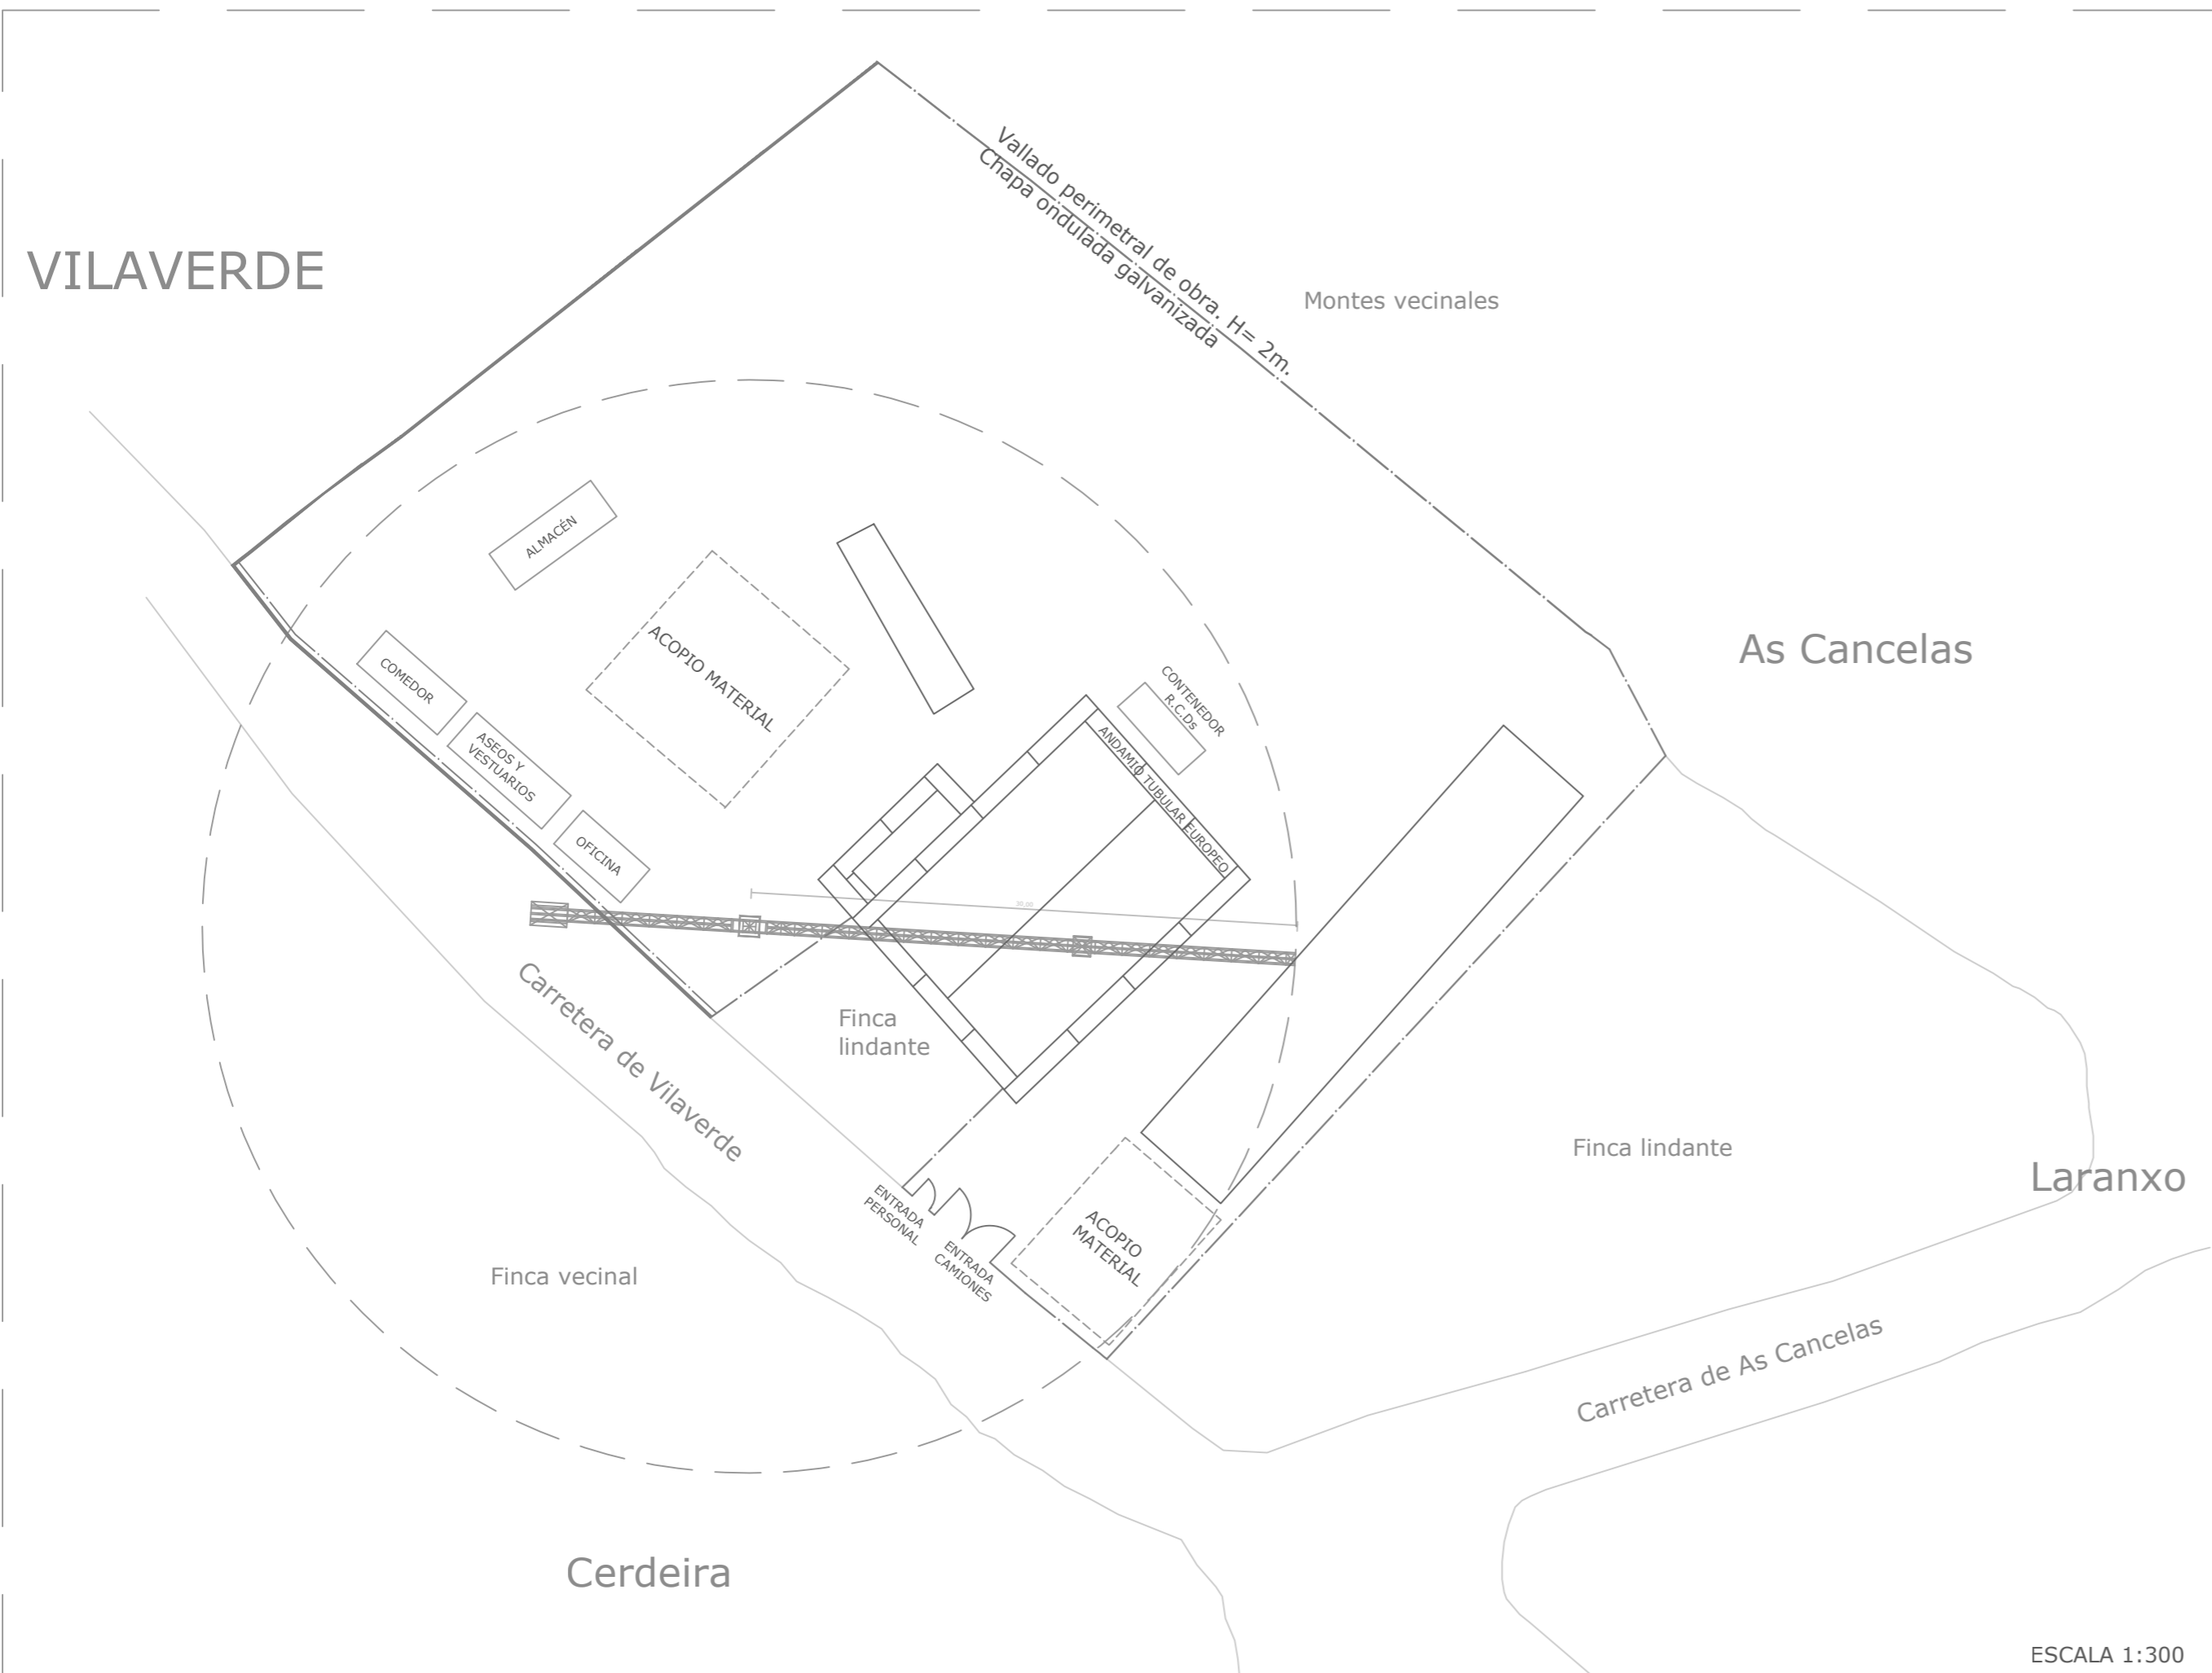 Vallado perimetral de obra. H= 2m.
Chapa ondulada galvanizada
VILAVERDE
Montes vecinales
ALMACÉN
ACOPIO MATERIAL
COMEDOR
ASEOS Y
VESTUARIOS
OFICINA
CONTENEDOR
R.C.Ds
ANDAMIO TUBULAR EUROPEO
As Cancelas
30,00
Carretera de Vilaverde
Finca
lindante
Finca lindante
Laranxo
ENTRADA
PERSONAL
ENTRADA
CAMIONES
ACOPIO
MATERIAL
Finca vecinal
Carretera de As Cancelas
Cerdeira
ESCALA 1:300